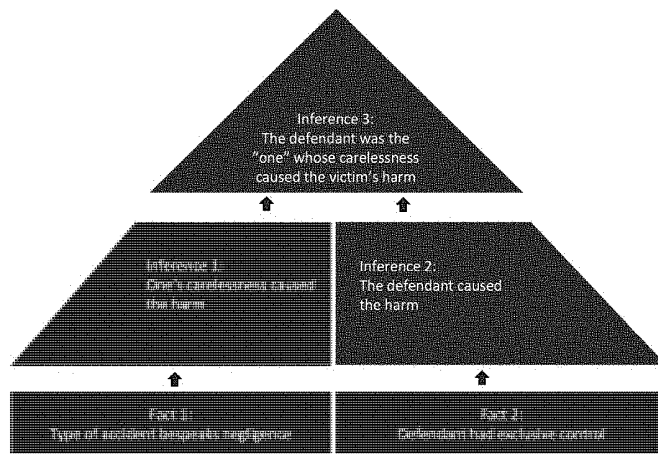 Inference 3:
The defendant was the
"one" whose carelessness
caused the victim's harm
Inference 1:
One's carelessness caused
the harm
Inference 2:
The defendant caused
the harm
Fact 1:
Type of accident bespeaks negligence
Fact 2:
Defendant had exclusive control